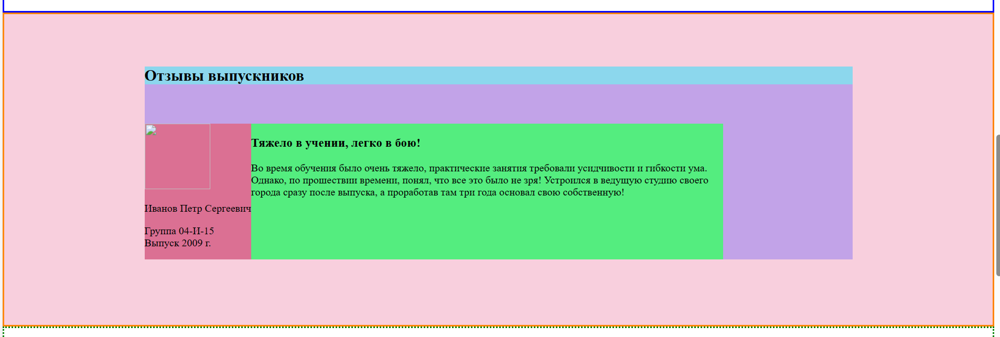 Отзывы выпускников
Тяжело в учении, легко в бою!
Во время обучения было очень тяжело, практические занятия требовали усидчивости и гибкости ума.
Однако, по прошествии времени, понял, что все это было не зря! Устроился в ведущую студию своего
города сразу после выпуска, а проработав там три года основал свою собственную!
Иванов Петр Сергеевич
Группа 04-И-15
Выпуск 2009 г.